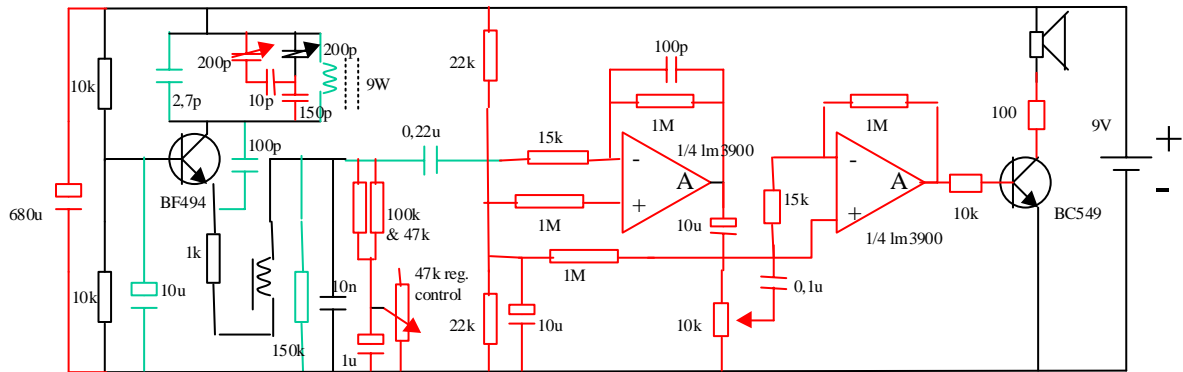 200p
200p
22k
100p
10k
9W
10p
2,7p
150p
1M
1M
100
0,22u
9V
+
15k
1/4 lm3900
100p
-
-
A
A
15k
-
680u
BF494
100k
& 47k
1M
+
10u
+
10k
BC549
1/4 lm3900
1k
1M
47k reg.
control
10k
10u
10n
0,1u
22k
10u
10k
150k
1u